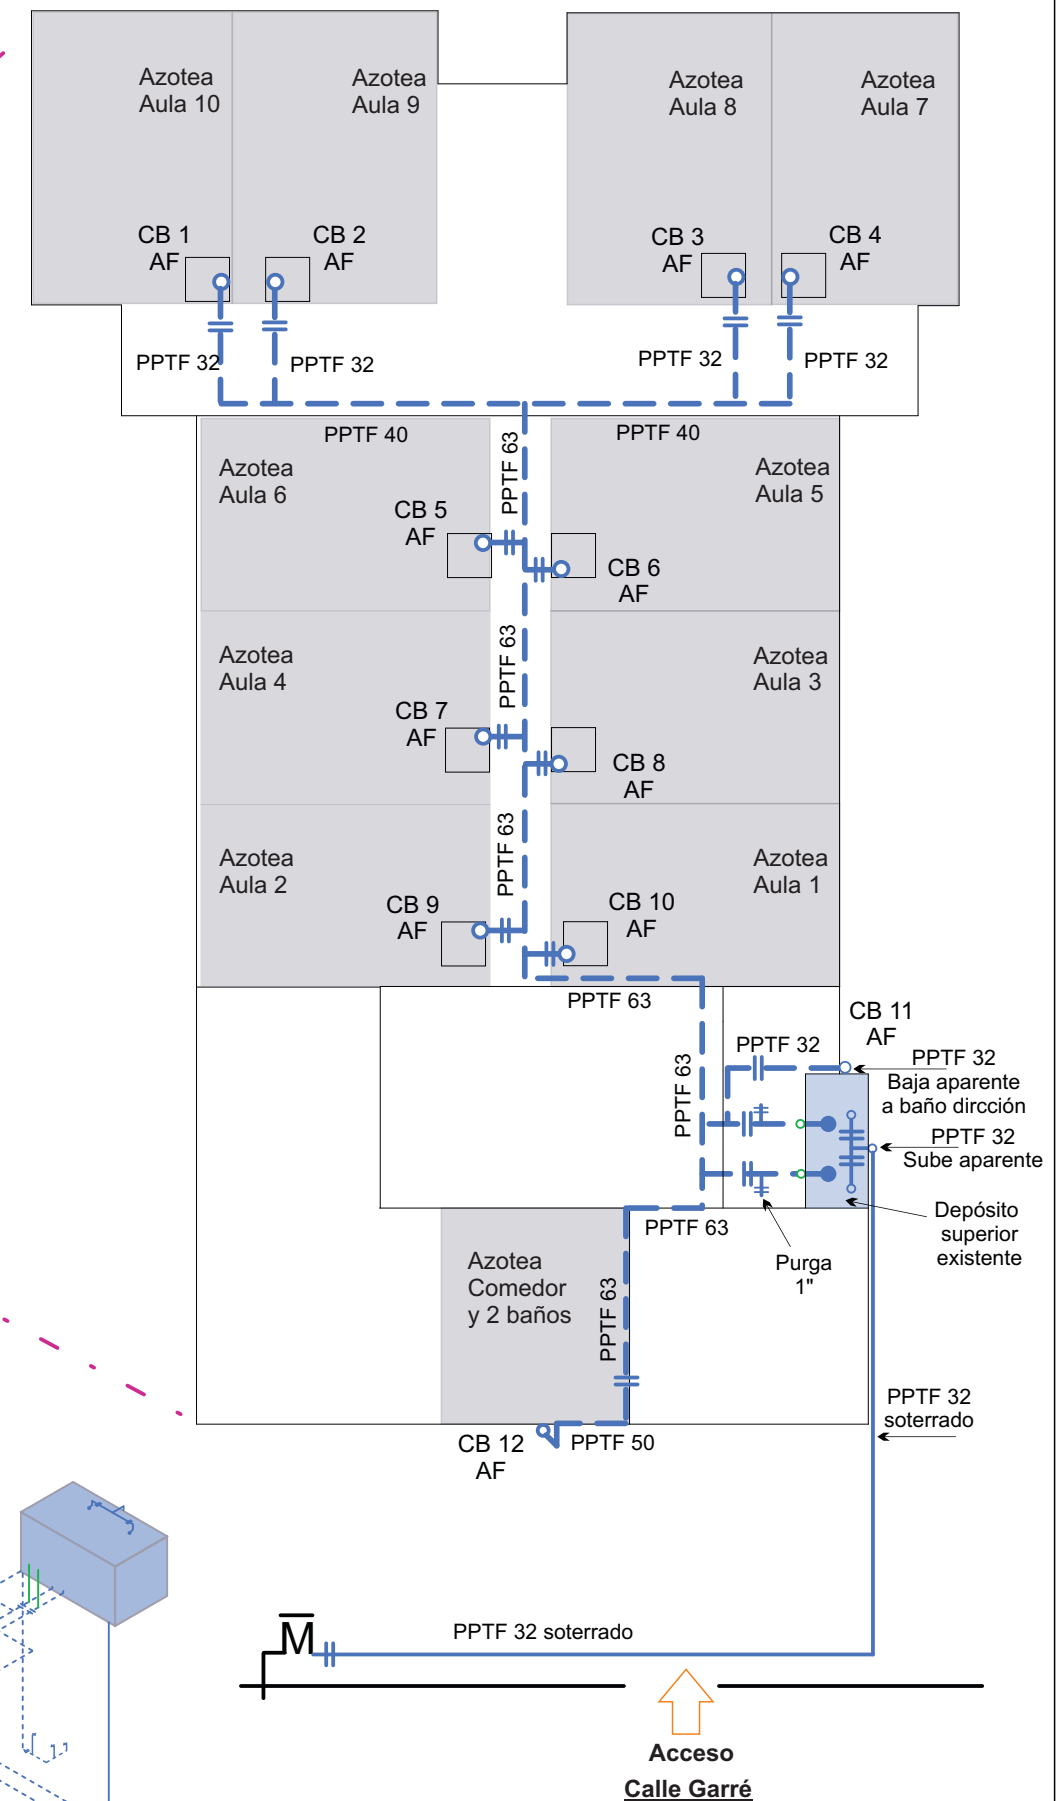 Azotea
Aula 10
Azotea
Aula 9
Azotea
Aula 8
Azotea
Aula 7
CB 1
AF
CB 2
AF
CB 3
AF
CB 4
AF
PPTF 32
PPTF 32
PPTF 32
PPTF 32
PPTF 40
PPTF 63
PPTF 40
Azotea
Aula 6
Azotea
Aula 5
CB 5
AF
CB 6
AF
PPTF 63
Azotea
Aula 4
Azotea
Aula 3
CB 7
AF
CB 8
AF
PPTF 63
Azotea
Aula 2
Azotea
Aula 1
CB 9
AF
CB 10
AF
PPTF 63
CB 11
AF
PPTF 32
PPTF 63
PPTF 32
Baja aparente
a baño dircción
PPTF 32
Sube aparente
Depósito
superior
existente
PPTF 63
Purga
1"
Azotea
Comedor
y 2 baños
PPTF 63
PPTF 32
soterrado
CB 12
AF
PPTF 50
M
PPTF 32 soterrado
Acceso
Calle Garré